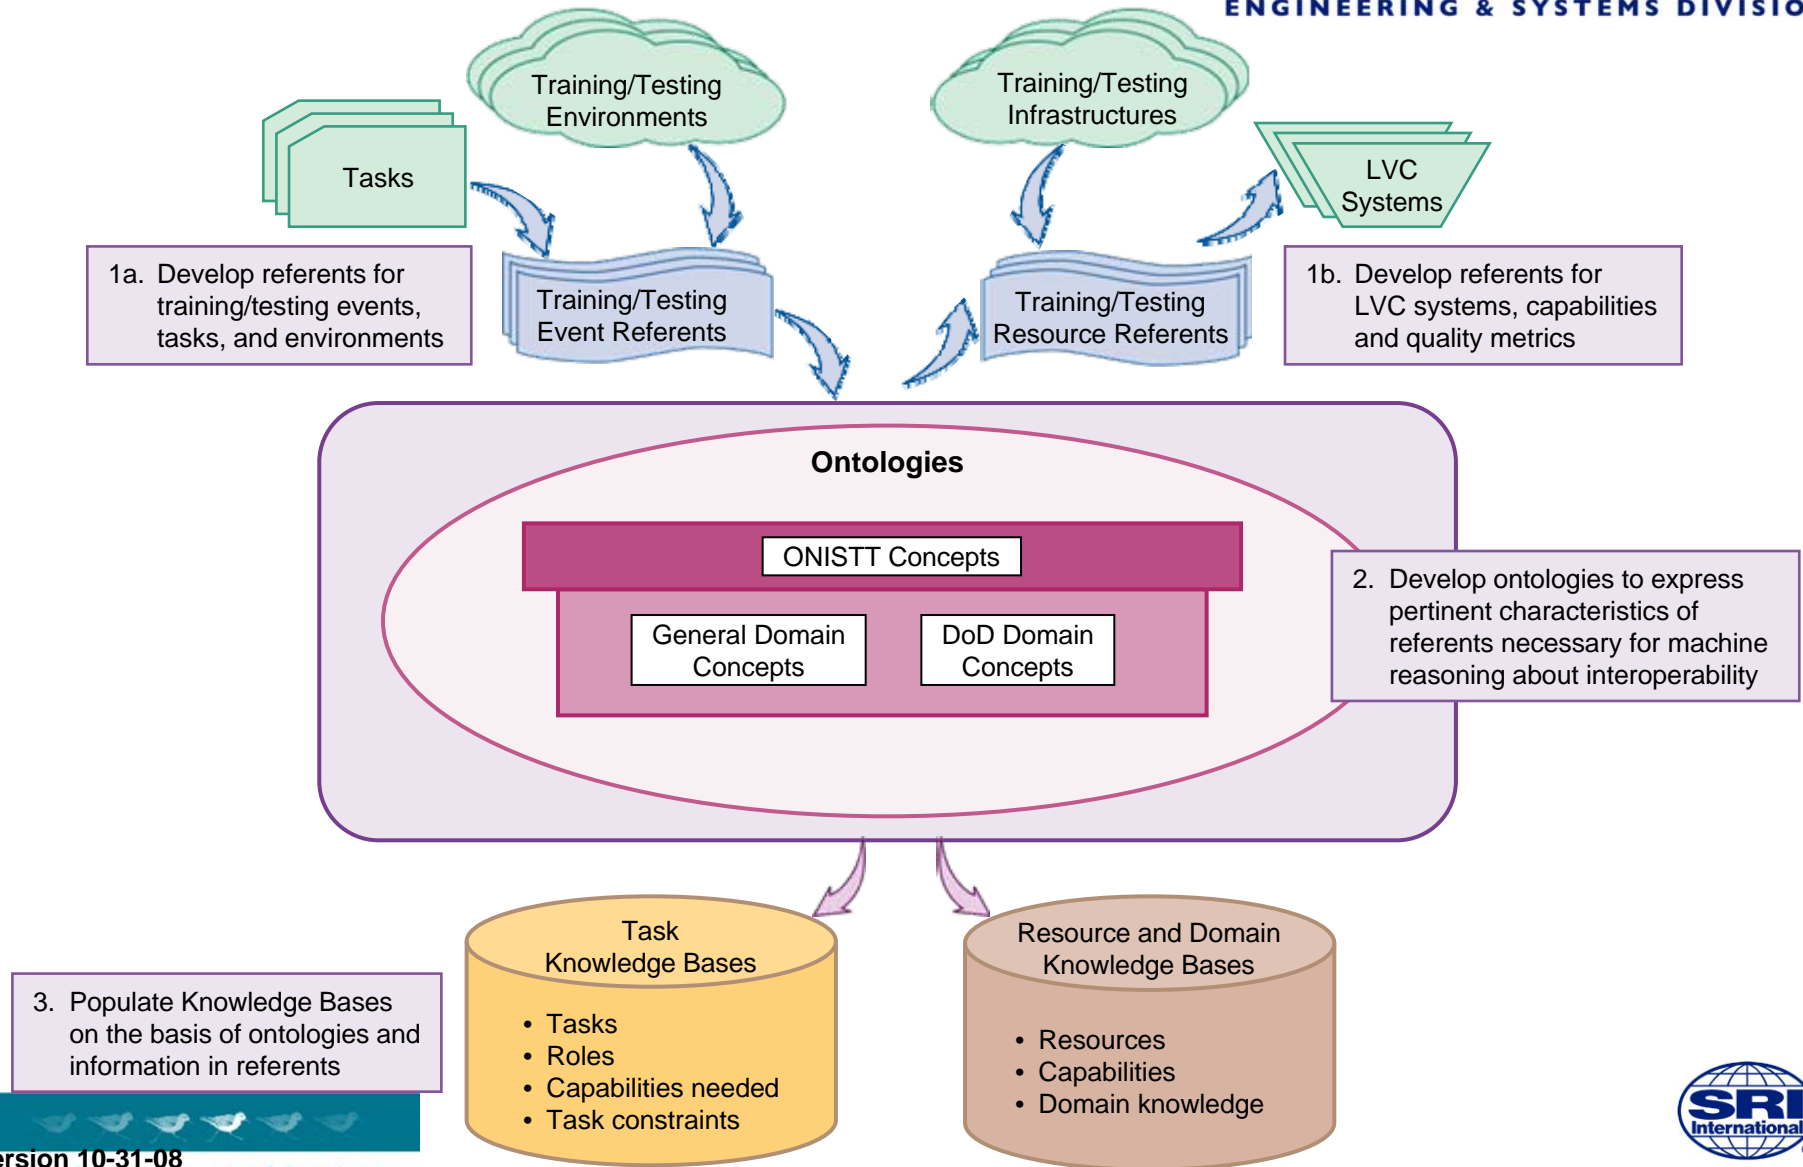 ENGINEERING & SYSTEMS DIVISIO
Training/Testing
Environments
Training/Testing
Infrastructures
Tasks
LVC
Systems
1a. Develop referents for
training/testing events,
tasks, and environments
Training/Testing
Event Referents
Training/Testing
Resource Referents
1b. Develop referents for
LVC systems, capabilities
and quality metrics
Ontologies
ONISTT Concepts
General Domain
Concepts
DoD Domain
Concepts
2. Develop ontologies to express
pertinent characteristics of
referents necessary for machine
reasoning about interoperability
Task
Knowledge Bases
• Tasks
• Roles
• Capabilities needed
• Task constraints
Resource and Domain
Knowledge Bases
• Resources
• Capabilities
• Domain knowledge
3. Populate Knowledge Bases
on the basis of ontologies and
information in referents
ersion 10-31-08
SRI
International